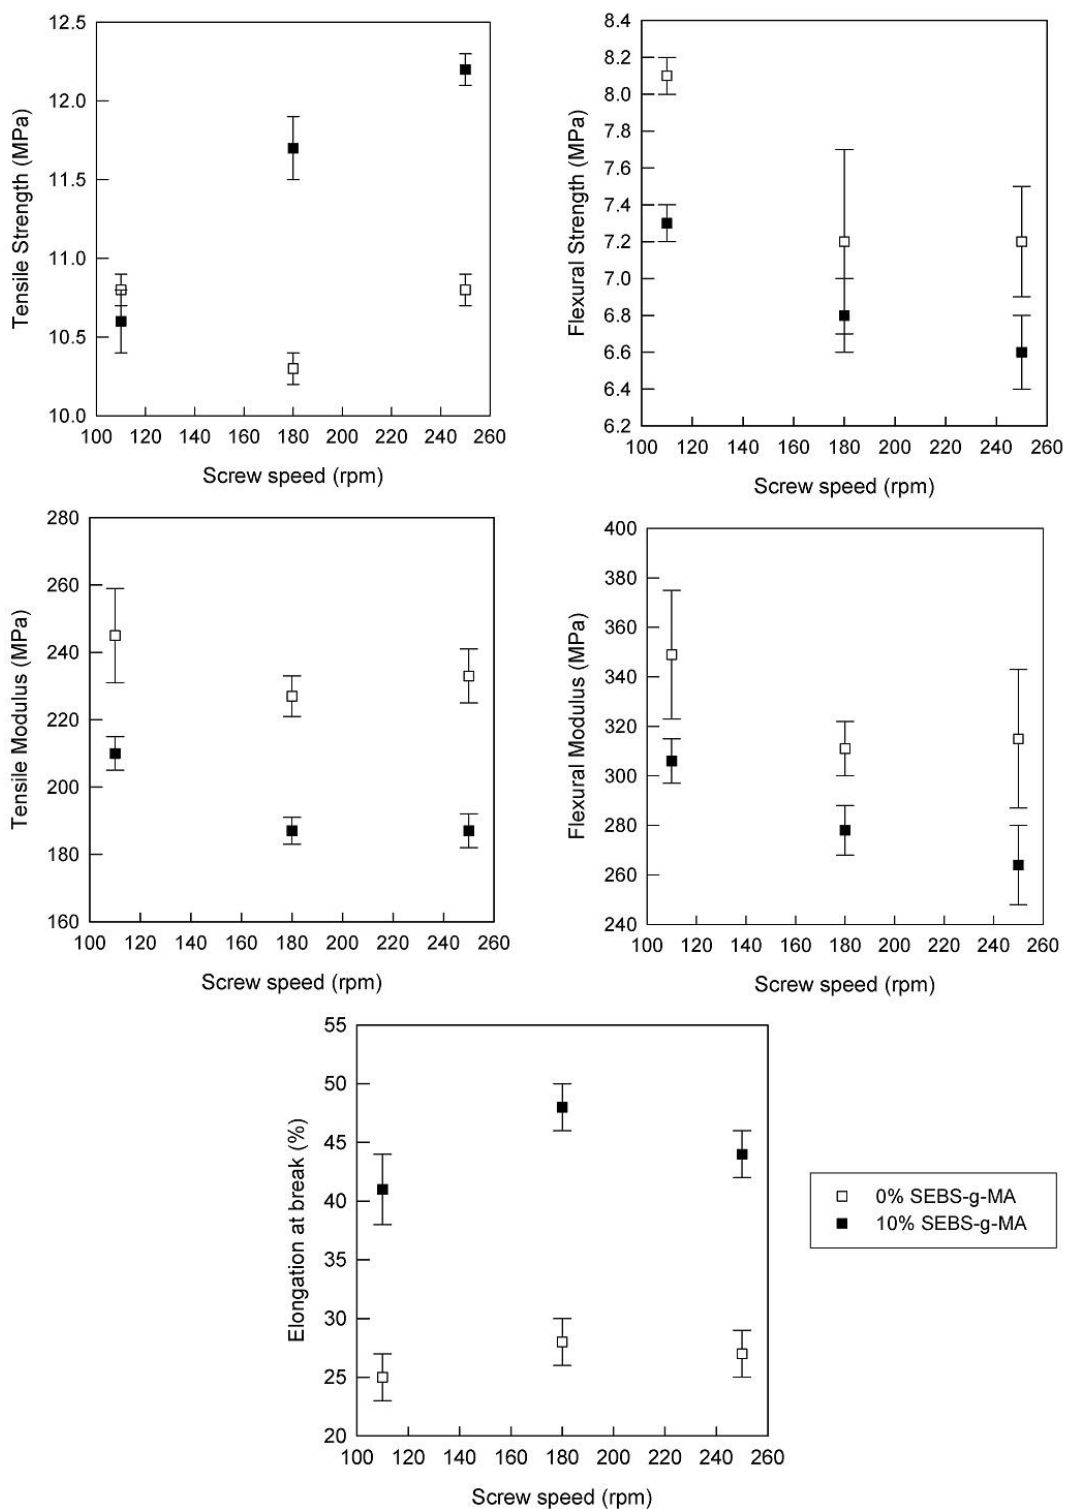 Tensile Strength (MPa)
12.5
12.0
11.5
11.0
10.5
10.0
100 120 140 160 180 200 220 240 260
Screw speed (rpm)
Flexural Strength (MPa)
8.4
8.2
8.0
7.8
7.6
7.4
7.2
7.0
6.8
6.6
6.4
6.2
100 120 140 160 180 200 220 240 260
Screw speed (rpm)
Tensile Modulus (MPa)
280
260
240
220
200
180
160
100 120 140 160 180 200 220 240 260
Screw speed (rpm)
Flexural Modulus (MPa)
400
380
360
340
320
300
280
260
240
100 120 140 160 180 200 220 240 260
Screw speed (rpm)
Elongation at break (%)
55
50
45
40
35
30
25
20
100 120 140 160 180 200 220 240 260
Screw speed (rpm)
0% SEBS-g-MA
10% SEBS-g-MA